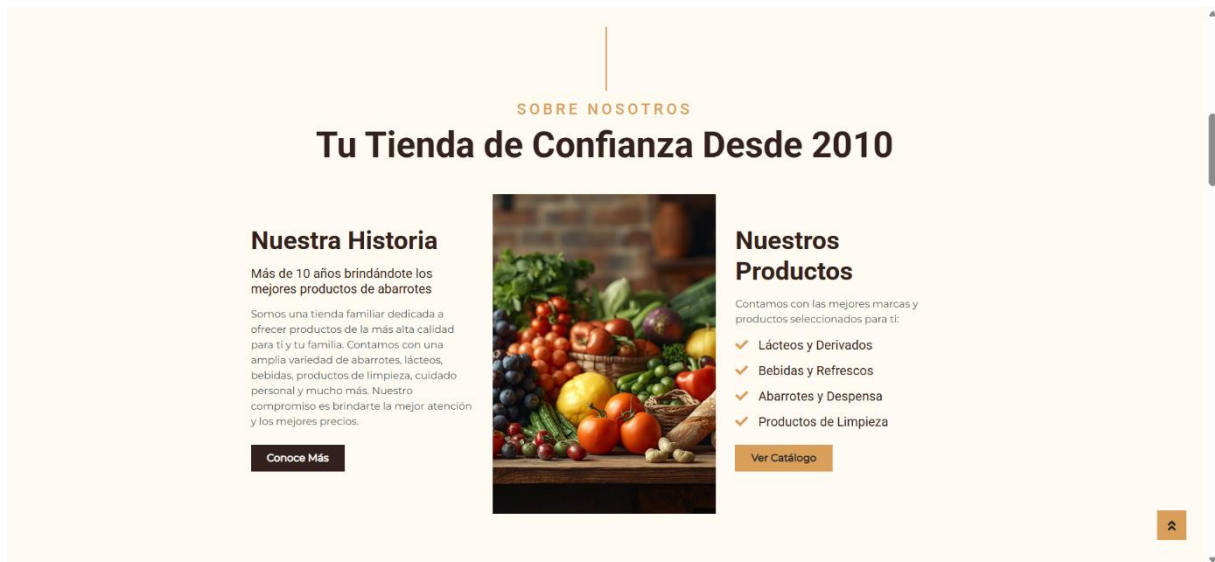 SOBRE NOSOTROS
Tu Tienda de Confianza Desde 2010
Nuestra Historia
Más de 10 años brindándote los
mejores productos de abarrotes
Somos una tienda familiar dedicada a
ofrecer productos de la más alta calidad
para ti y tu familia. Contamos con una
amplia variedad de abarrotes, lácteos,
bebidas, productos de limpieza, cuidado
personal y mucho más. Nuestro
compromiso es brindarte la mejor atención
y los mejores precios.
Conoce Más
Nuestros
Productos
Contamos con las mejores marcas y
productos seleccionados para ti:
Lácteos y Derivados
Bebidas y Refrescos
Abarrotes y Despensa
Productos de Limpieza
Ver Catálogo